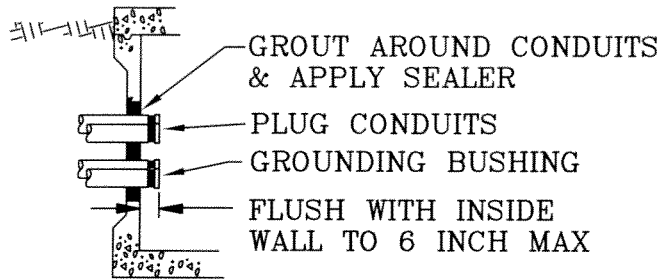 GROUT AROUND CONDUITS
& APPLY SEALER
PLUG CONDUITS
GROUNDING BUSHING
FLUSH WITH INSIDE
WALL TO 6 INCH MAX